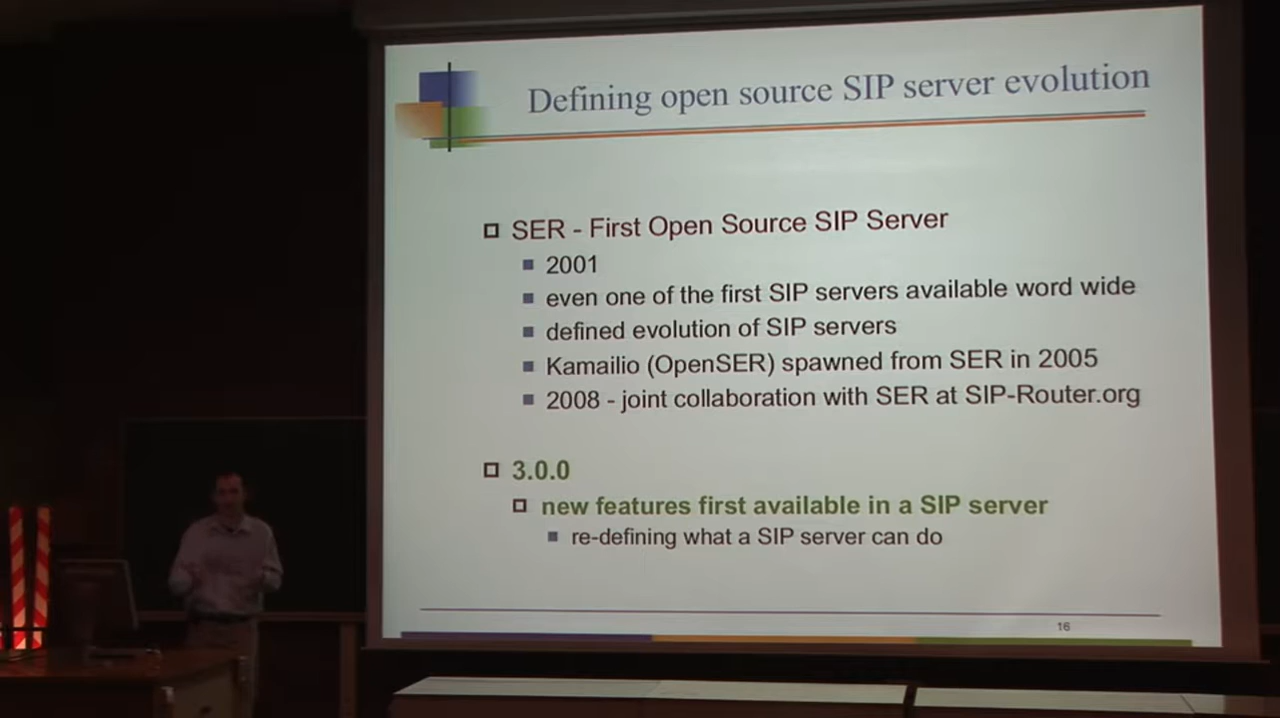 Defining open source SIP server evolution
SER - First Open Source SIP Server
2001
even one of the first SIP servers available word wide
defined evolution of SIP servers
Kamailio (OpenSER) spawned from SER in 2005
2008 - joint collaboration with SER at SIP-Router.org
3.0.0
new features first available in a SIP server
re-defining what a SIP server can do
16